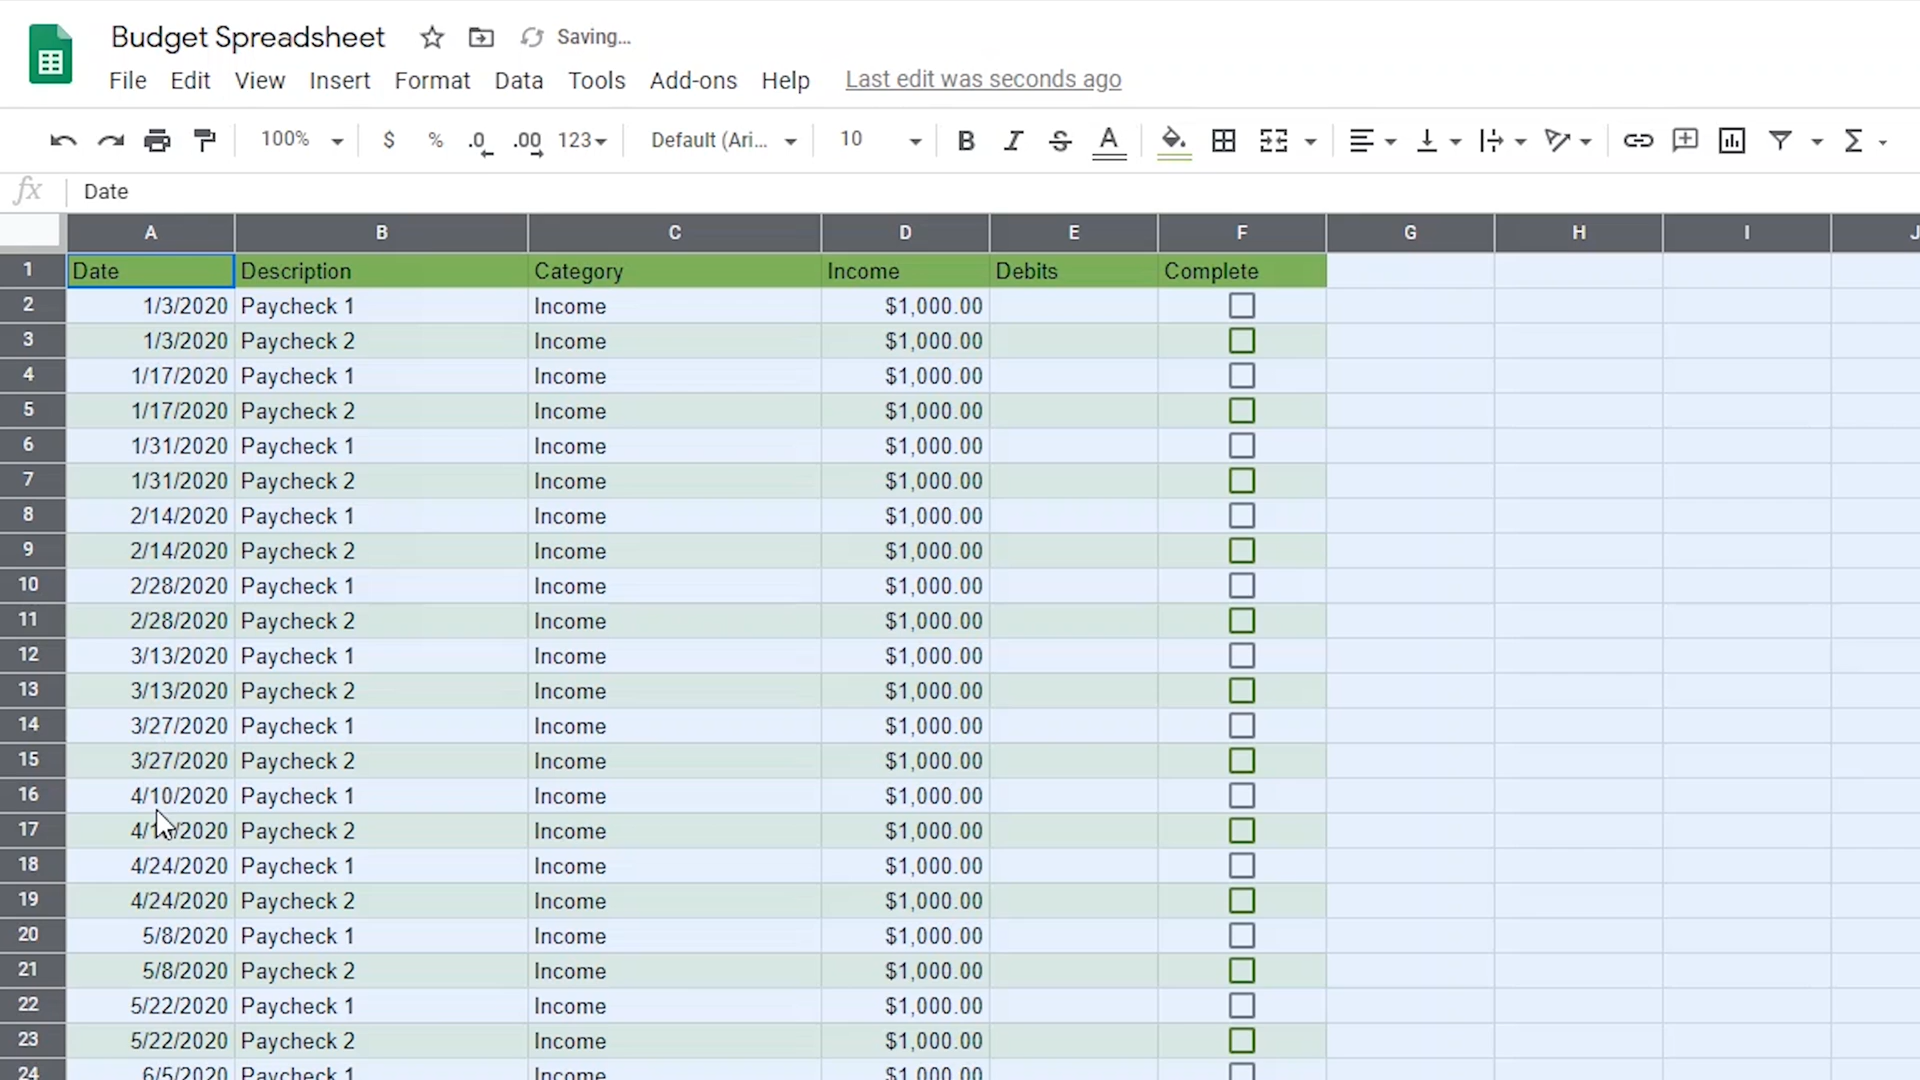 Budget Spreadsheet Saving...
File Edit View Insert Format Data Tools Add-ons Help Last edit was seconds ago
100% $ % .0 .00 123 Default (Ari... 10 B I S A
fx Date
A B C D E F G H I J
1 Date Description Category Income Debits Complete
2 1/3/2020 Paycheck 1 Income $1,000.00
3 1/3/2020 Paycheck 2 Income $1,000.00
4 1/17/2020 Paycheck 1 Income $1,000.00
5 1/17/2020 Paycheck 2 Income $1,000.00
6 1/31/2020 Paycheck 1 Income $1,000.00
7 1/31/2020 Paycheck 2 Income $1,000.00
8 2/14/2020 Paycheck 1 Income $1,000.00
9 2/14/2020 Paycheck 2 Income $1,000.00
10 2/28/2020 Paycheck 1 Income $1,000.00
11 2/28/2020 Paycheck 2 Income $1,000.00
12 3/13/2020 Paycheck 1 Income $1,000.00
13 3/13/2020 Paycheck 2 Income $1,000.00
14 3/27/2020 Paycheck 1 Income $1,000.00
15 3/27/2020 Paycheck 2 Income $1,000.00
16 4/10/2020 Paycheck 1 Income $1,000.00
17 Paycheck 2 Income $1,000.00
18 4/24/2020 Paycheck 1 Income $1,000.00
19 4/24/2020 Paycheck 2 Income $1,000.00
20 5/8/2020 Paycheck 1 Income $1,000.00
21 5/8/2020 Paycheck 2 Income $1,000.00
22 5/22/2020 Paycheck 1 Income $1,000.00
23 5/22/2020 Paycheck 2 Income $1,000.00
24 6/5/2020 Paycheck 1 Income $1,000.00